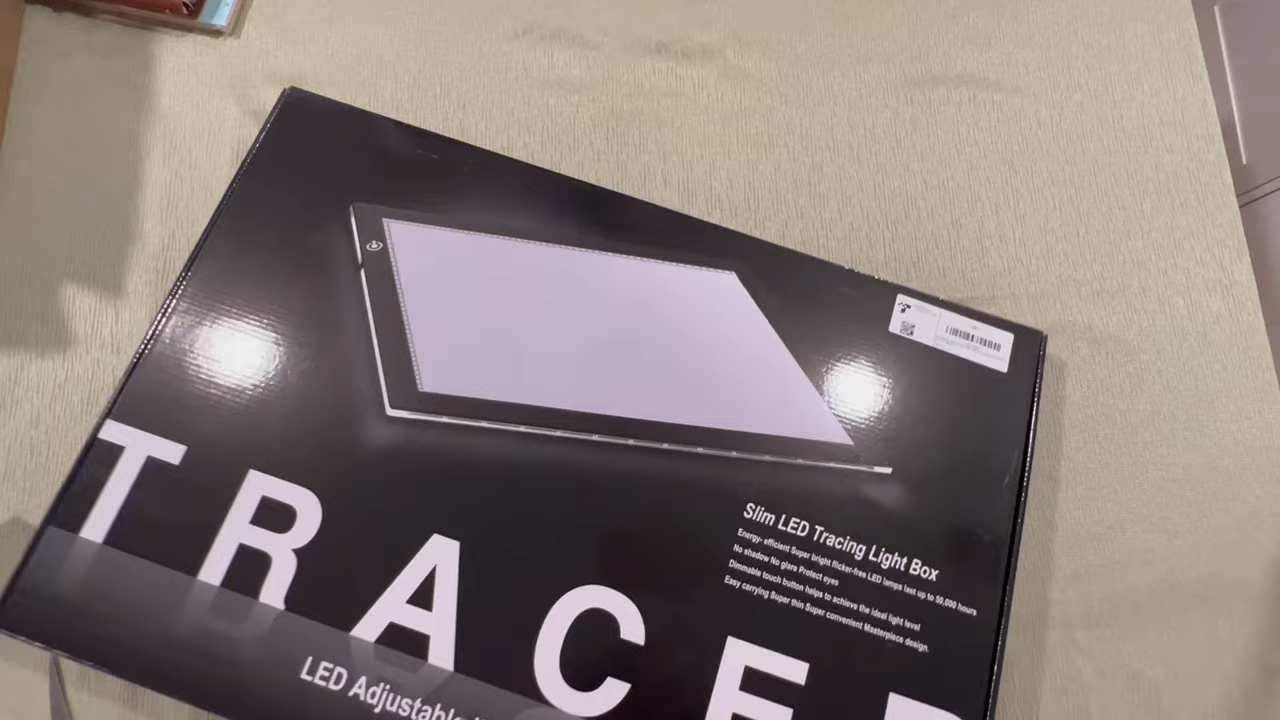 TRACE
Slim LED Tracing Light Box
Energy- efficient Super bright flicker-free LED lamps last up to 50,000 hours
No shadow No glare Protect eyes
Dimmable touch button helps to achieve the ideal light level
Easy carrying Super thin Super convenient Masterpiece design.
LED Adjustable